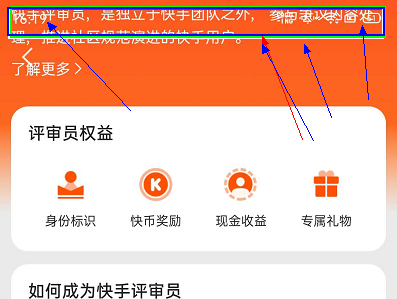 快手评审员，是独立于快手团队之外，参与争议内容处
理，推进社区规范演进的快手用户。
了解更多
评审员权益
身份标识
快币奖励
现金收益
专属礼物
如何成为快手评审员